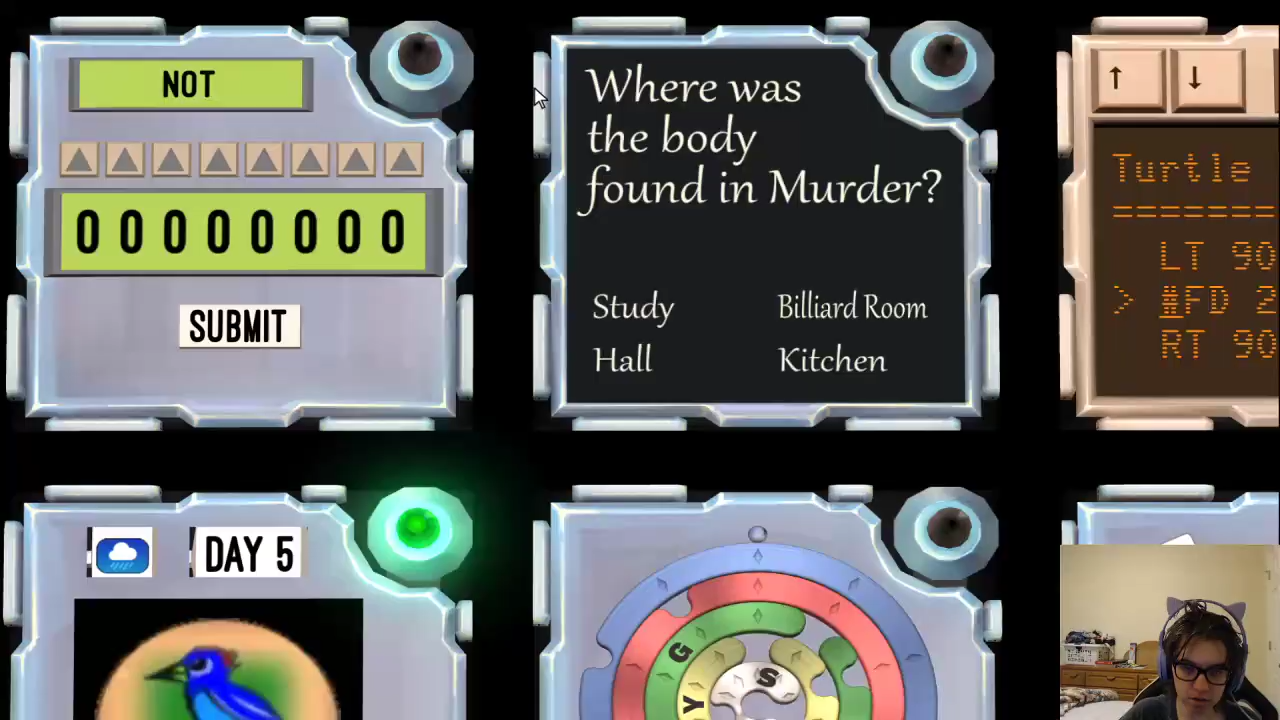 NOT
0 0 0 0 0 0 0 0
SUBMIT
Where was
the body
found in Murder?
Study
Billiard Room
Hall
Kitchen
↑ ↓
Turtle
=======
LT 90
> #FD 2
RT 90
DAY 5
G
Y
S